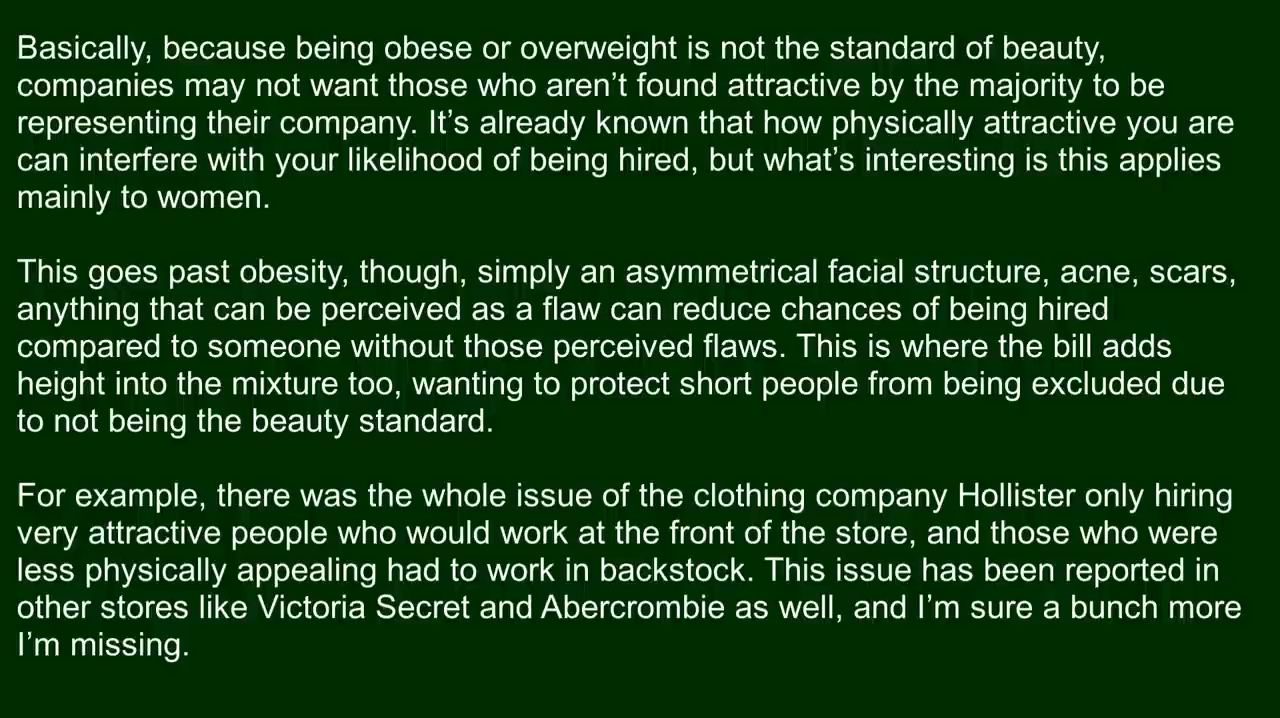 Basically, because being obese or overweight is not the standard of beauty,
companies may not want those who aren’t found attractive by the majority to be
representing their company. It’s already known that how physically attractive you are
can interfere with your likelihood of being hired, but what’s interesting is this applies
mainly to women.
This goes past obesity, though, simply an asymmetrical facial structure, acne, scars,
anything that can be perceived as a flaw can reduce chances of being hired
compared to someone without those perceived flaws. This is where the bill adds
height into the mixture too, wanting to protect short people from being excluded due
to not being the beauty standard.
For example, there was the whole issue of the clothing company Hollister only hiring
very attractive people who would work at the front of the store, and those who were
less physically appealing had to work in backstock. This issue has been reported in
other stores like Victoria Secret and Abercrombie as well, and I’m sure a bunch more
I’m missing.